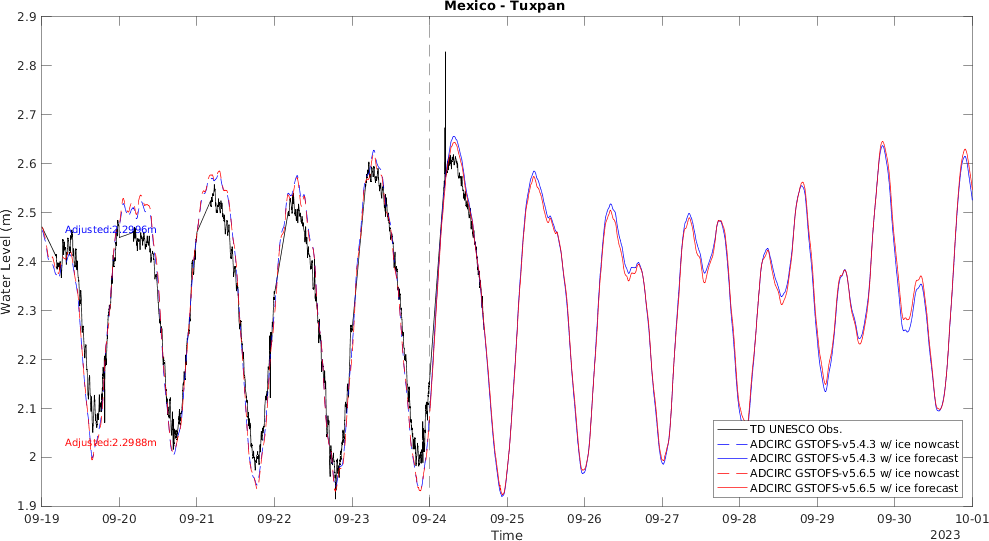 Mexico - Tuxpan
2.9
2.8
2.7
2.6
2.5
2.4
2.3
2.2
2.1
2
1.9
Water Level (m)
Adjusted:2.2996m
Adjusted:2.2988m
TD UNESCO Obs.
ADCIRC GSTOFS-v5.4.3 w/ ice nowcast
ADCIRC GSTOFS-v5.4.3 w/ ice forecast
ADCIRC GSTOFS-v5.6.5 w/ ice nowcast
ADCIRC GSTOFS-v5.6.5 w/ ice forecast
09-19 09-20 09-21 09-22 09-23 09-24 09-25 09-26 09-27 09-28 09-29 09-30 10-01
Time
2023